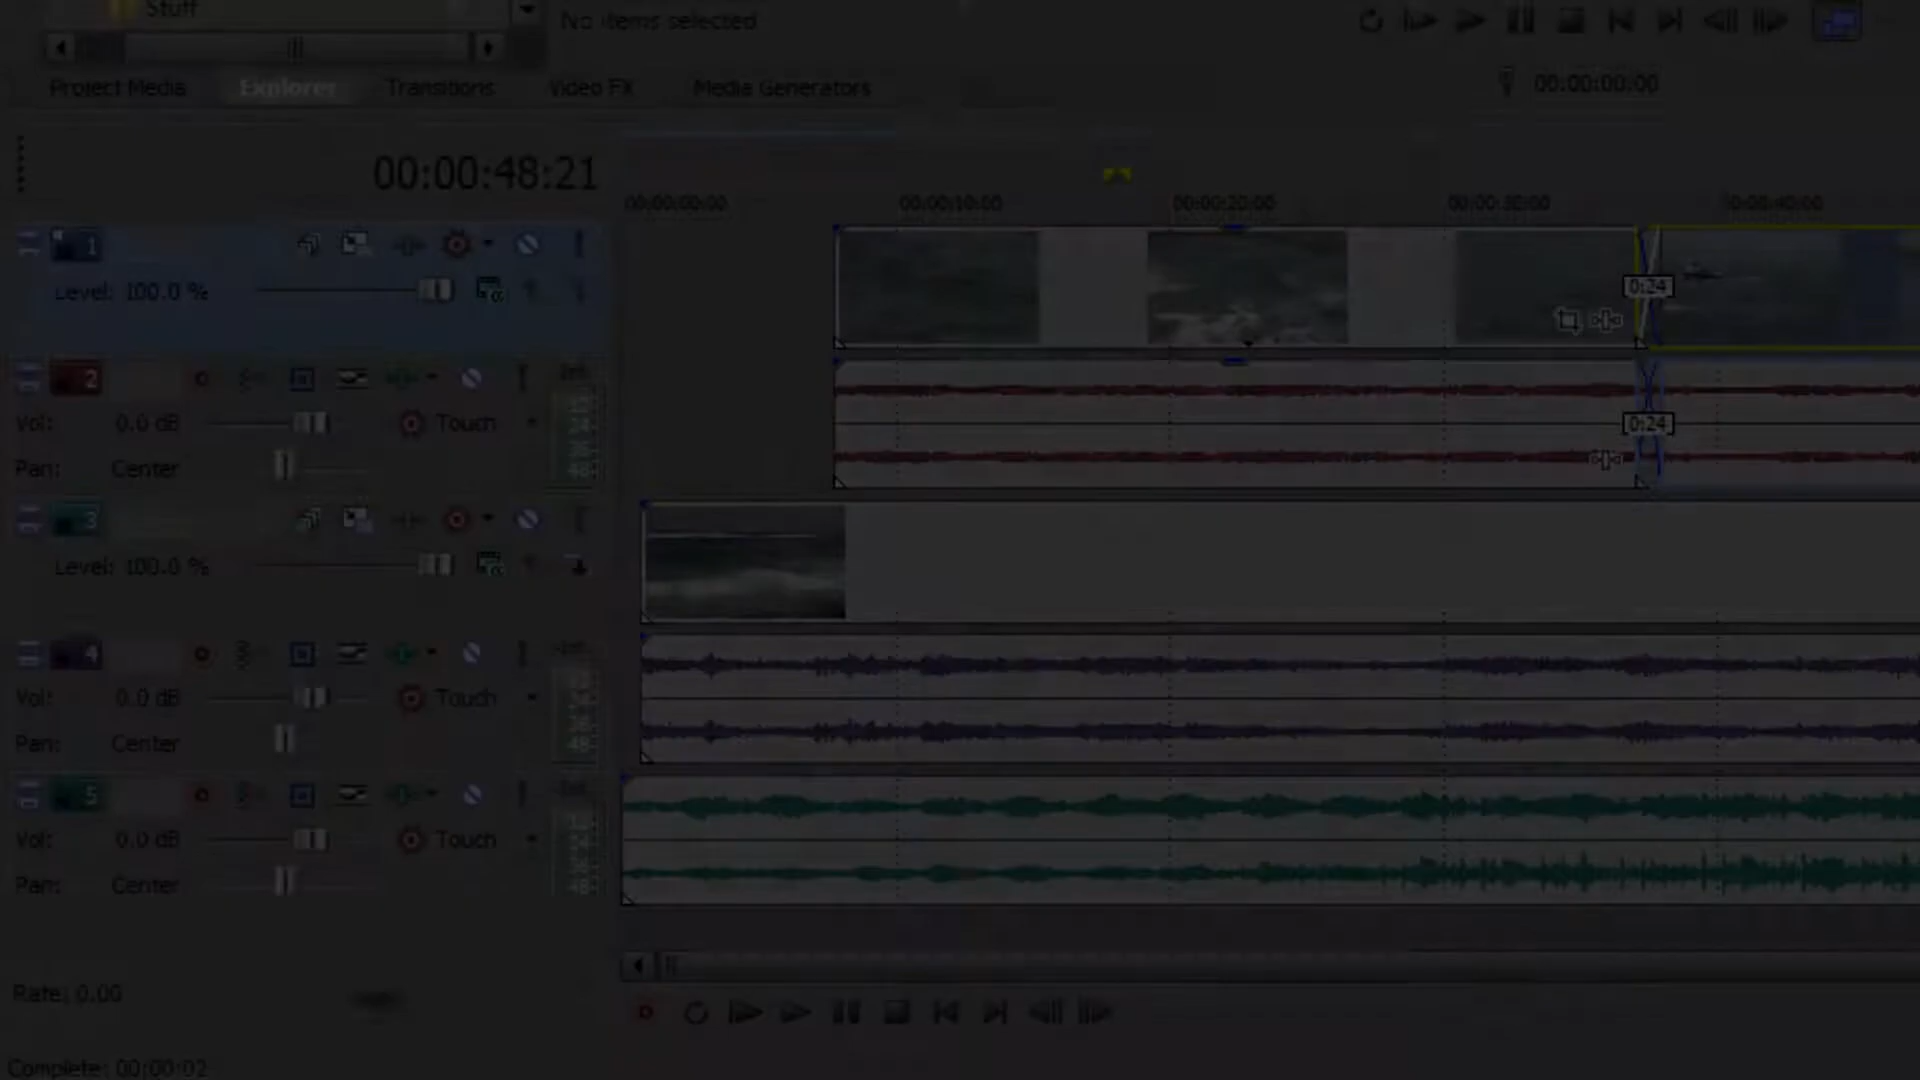 Stuff
No items selected
Project Media Explorer Transitions Video FX Media Generators
00:00:00:00
00:00:48:21
00:00:00:00 00:00:10:00 00:00:20:00 00:00:30:00 00:00:40:00
1
Level: 100.0 %
0:24
2
Vol: 0.0 dB Touch
0:24
Pan: Center
3
Level: 100.0 %
4
Vol: 0.0 dB Touch
Pan: Center
5
Vol: 0.0 dB Touch
Pan: Center
Rate: 0.00
Complete: 00:00:02